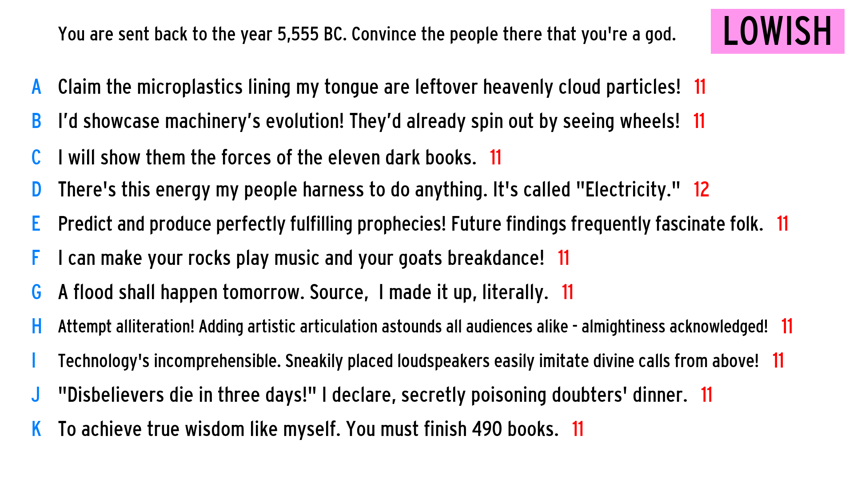 You are sent back to the year 5,555 BC. Convince the people there that you're a god.
LOWISH
A Claim the microplastics lining my tongue are leftover heavenly cloud particles! 11
B I'd showcase machinery's evolution! They'd already spin out by seeing wheels! 11
C I will show them the forces of the eleven dark books. 11
D There's this energy my people harness to do anything. It's called "Electricity." 12
E Predict and produce perfectly fulfilling prophecies! Future findings frequently fascinate folk. 11
F I can make your rocks play music and your goats breakdance! 11
G A flood shall happen tomorrow. Source, I made it up, literally. 11
H Attempt alliteration! Adding artistic articulation astounds all audiences alike - almightiness acknowledged! 11
I Technology's incomprehensible. Sneakily placed loudspeakers easily imitate divine calls from above! 11
J "Disbelievers die in three days!" I declare, secretly poisoning doubters' dinner. 11
K To achieve true wisdom like myself. You must finish 490 books. 11